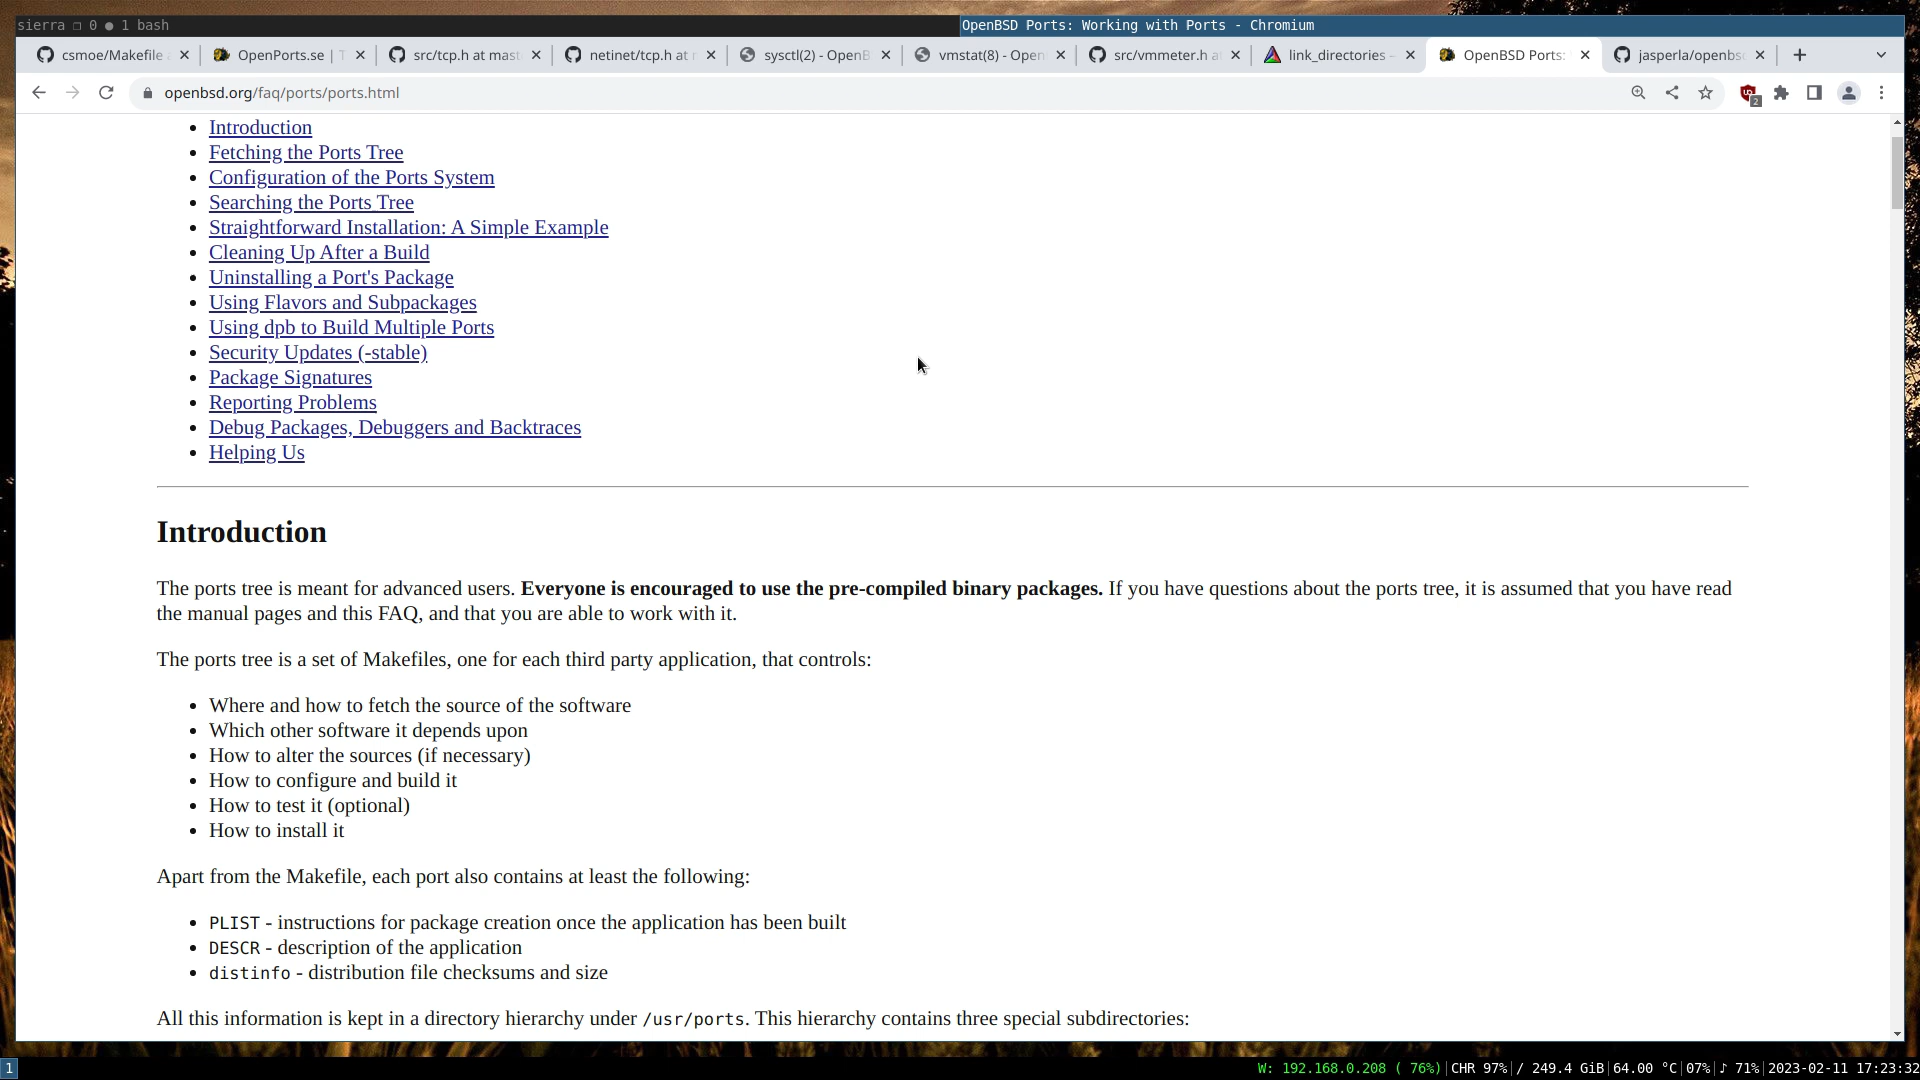 sierra ❐ 0 ● 1 bash
OpenBSD Ports: Working with Ports - Chromium
csmoe/Makefile
OpenPorts.se | T
src/tcp.h at mast
netinet/tcp.h at
sysctl(2) - OpenB
vmstat(8) - Open
src/vmmeter.h at
link_directories -
OpenBSD Ports:
jasperla/openbs
openbsd.org/faq/ports/ports.html
2
• Introduction
• Fetching the Ports Tree
• Configuration of the Ports System
• Searching the Ports Tree
• Straightforward Installation: A Simple Example
• Cleaning Up After a Build
• Uninstalling a Port's Package
• Using Flavors and Subpackages
• Using dpb to Build Multiple Ports
• Security Updates (-stable)
• Package Signatures
• Reporting Problems
• Debug Packages, Debuggers and Backtraces
• Helping Us
Introduction
The ports tree is meant for advanced users. Everyone is encouraged to use the pre-compiled binary packages. If you have questions about the ports tree, it is assumed that you have read
the manual pages and this FAQ, and that you are able to work with it.
The ports tree is a set of Makefiles, one for each third party application, that controls:
• Where and how to fetch the source of the software
• Which other software it depends upon
• How to alter the sources (if necessary)
• How to configure and build it
• How to test it (optional)
• How to install it
Apart from the Makefile, each port also contains at least the following:
• PLIST - instructions for package creation once the application has been built
• DESCR - description of the application
• distinfo - distribution file checksums and size
All this information is kept in a directory hierarchy under /usr/ports. This hierarchy contains three special subdirectories:
1
W: 192.168.0.208 ( 76%)|CHR 97%|/ 249.4 GiB|64.00 °C|07%|♪ 71%|2023-02-11 17:23:32